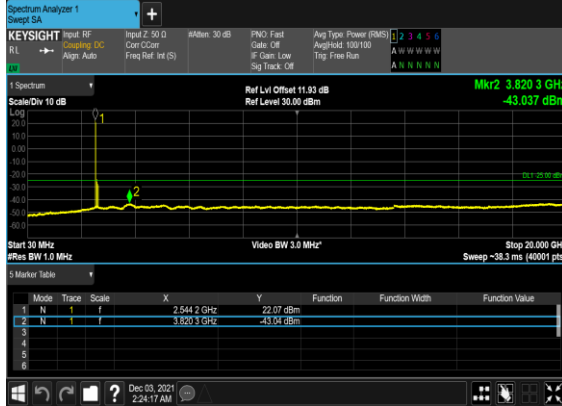 Spectrum Analyzer 1
Swept SA
+
KEYSIGHT Input: RF Input Z: 50 Ω #Atten: 30 dB PNO: Fast Avg Type: Power (RMS) 1 2 3 4 5 6
RL Coupling: DC Corr CCorr Gate: Off Avg|Hold: 100/100 A W W W W W
Align: Auto Freq Ref: Int (S) IF Gain: Low Trig: Free Run
Sig Track: Off A N N N N N
1 Spectrum Ref Lvl Offset 11.93 dB Mkr2 3.820 3 GHz
Scale/Div 10 dB Ref Level 30.00 dBm -43.037 dBm
Log
1
20.0
10.0
0.00
-10.0
-20.0
DL1 -25.00 dBm
-30.0
2
-40.0
-50.0
-60.0
Start 30 MHz Video BW 3.0 MHz* Stop 20.000 GHz
#Res BW 1.0 MHz Sweep ~38.3 ms (40001 pts)
5 Marker Table
Mode Trace Scale X Y Function Function Width Function Value
1 N 1 f 2.544 2 GHz 22.07 dBm
2 N 1 f 3.820 3 GHz -43.04 dBm
3
4
5
6
? Dec 03, 2021
2:24:17 AM